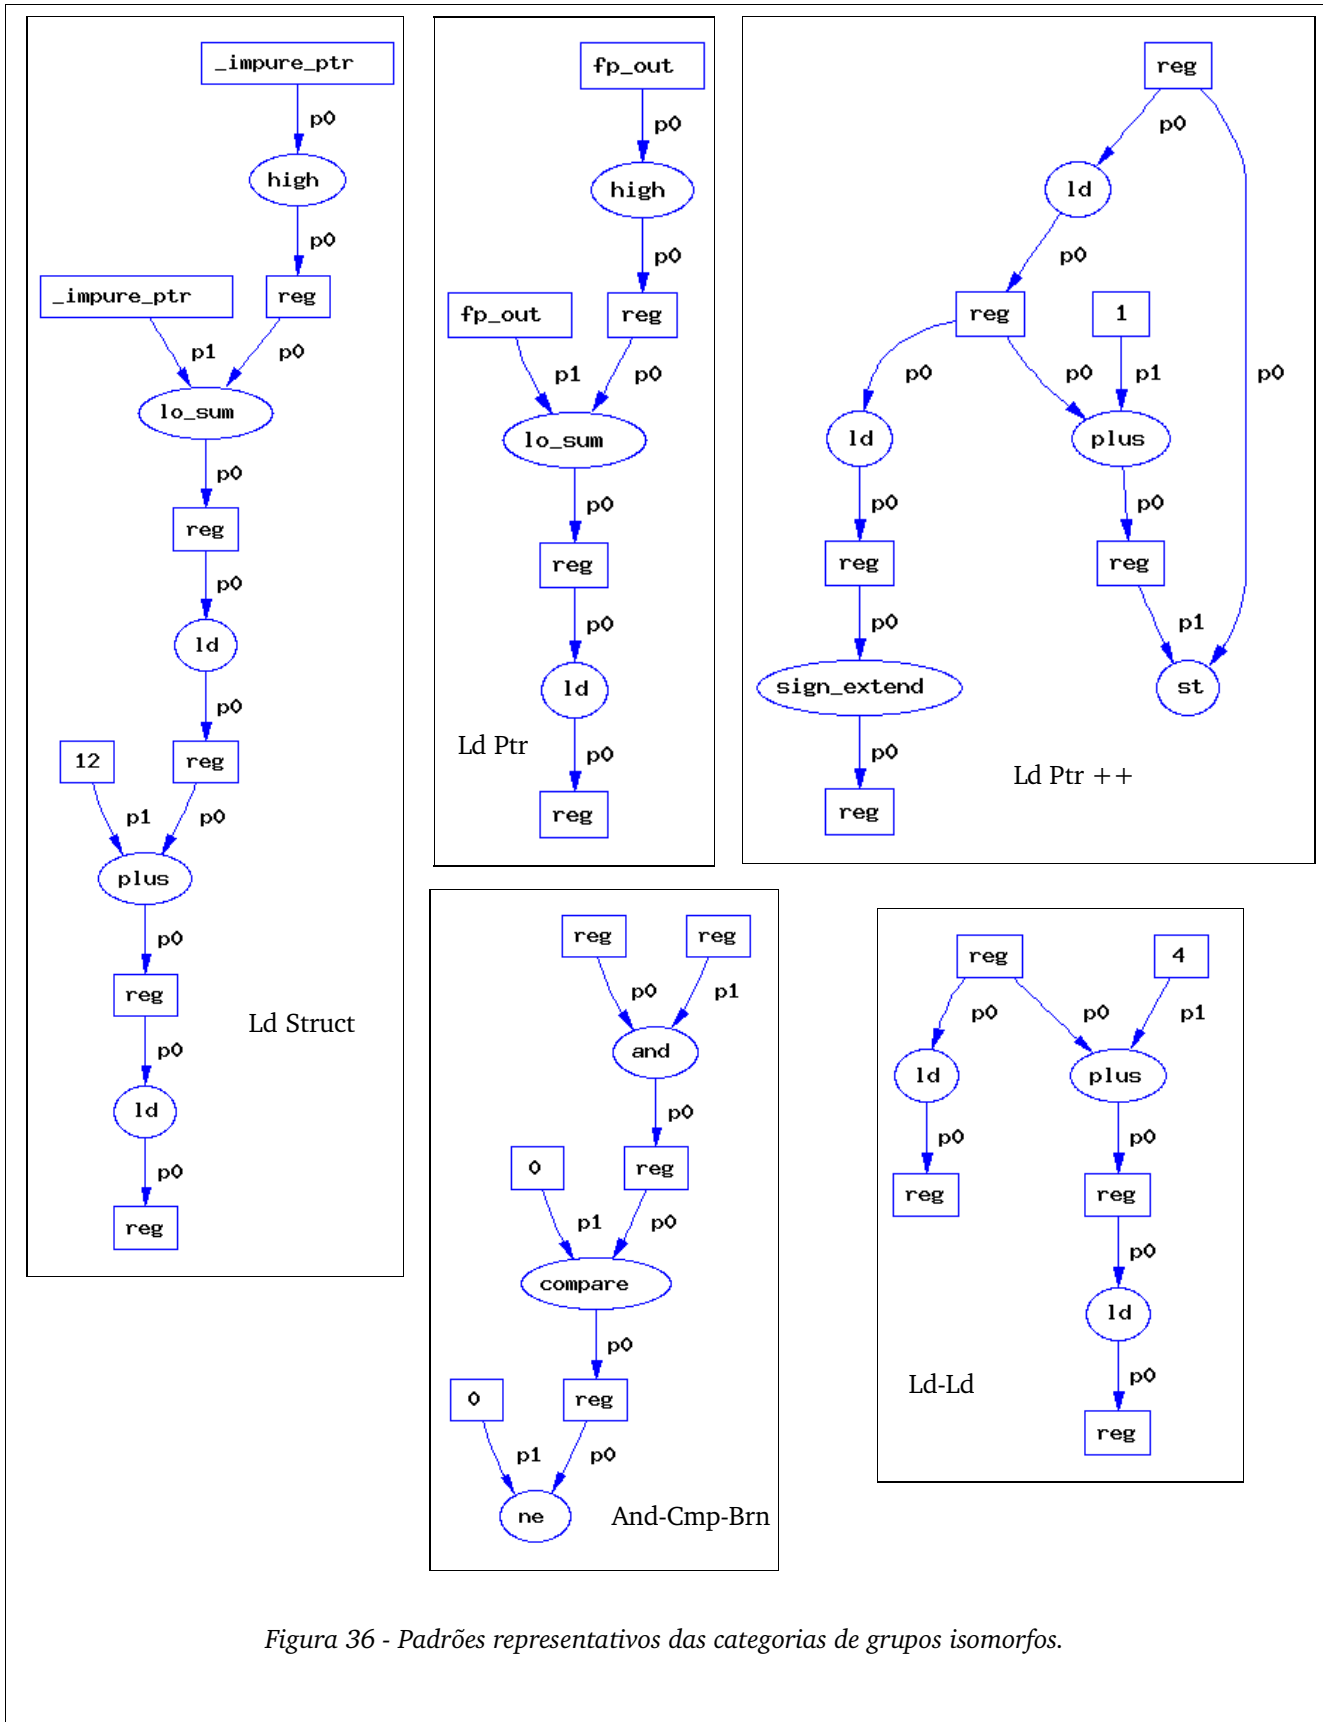 _impure_ptr
p0
high
p0
_impure_ptr
reg
p1
p0
lo_sum
p0
reg
p0
ld
p0
12
reg
p1
p0
plus
p0
reg
Ld Struct
p0
ld
p0
reg
fp_out
p0
high
p0
fp_out
reg
p1
p0
lo_sum
p0
reg
p0
ld
Ld Ptr
p0
reg
reg
p0
ld
p0
reg
1
p0
p0
p1
p0
ld
plus
p0
p0
reg
reg
p0
p1
sign_extend
st
p0
Ld Ptr ++
reg
reg
reg
p0
p1
and
p0
0
reg
p1
p0
compare
p0
0
reg
p1
p0
ne
And-Cmp-Brn
reg
4
p0
p0
p1
ld
plus
p0
p0
reg
reg
p0
ld
p0
Ld-Ld
reg
Figura 36 - Padrões representativos das categorias de grupos isomorfos.